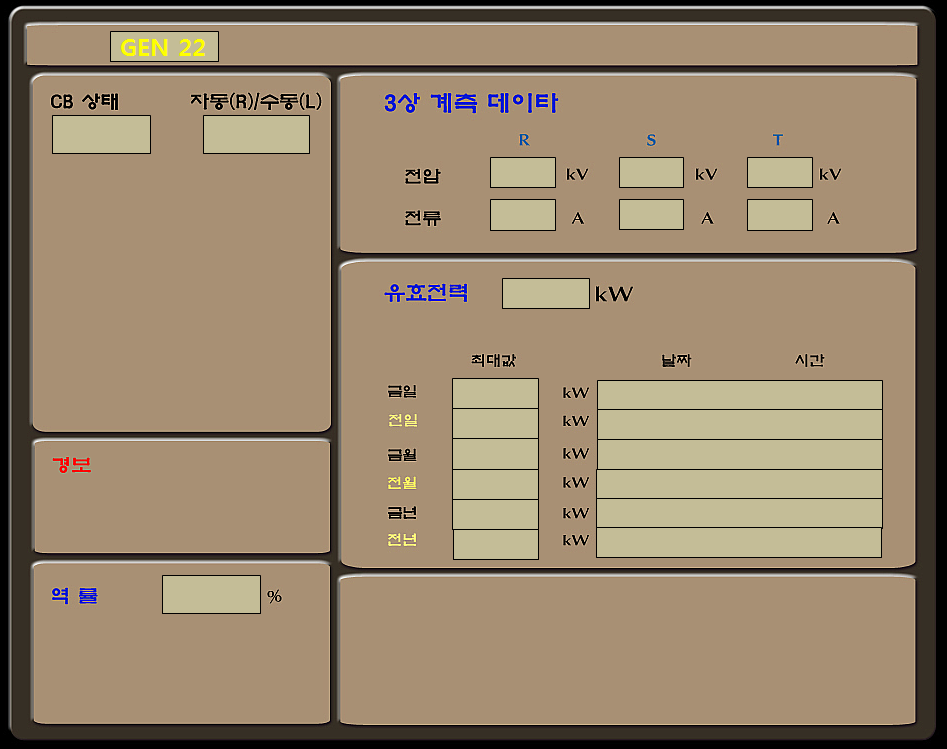 GEN 22
CB 상태 자동(R)/수동(L)
3상 계측 데이타
R S T
전압 kV kV kV
전류 A A A
유효전력 kW
최대값 날짜 시간
금일 kW
전일 kW
금월 kW
전월 kW
금년 kW
전년 kW
경보
역 률 %